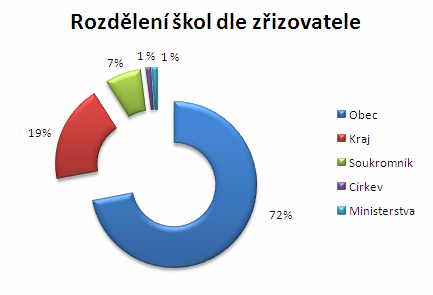 Rozdělení škol dle zřizovatele
1% 1%
7%
19%
72%
Obec
Kraj
Soukromník
Církev
Ministerstva